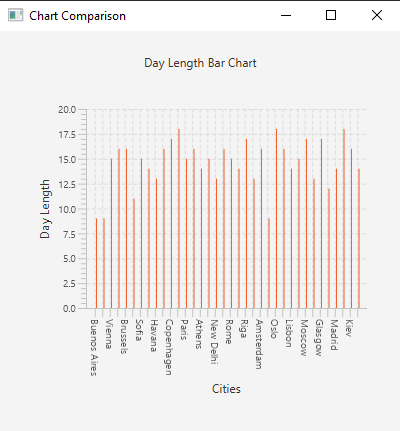 Chart Comparison
Day Length Bar Chart
Day Length
20.0
17.5
15.0
12.5
10.0
7.5
5.0
2.5
0.0
Buenos Aires
Vienna
Brussels
Sofia
Havana
Copenhagen
Paris
Athens
New Delhi
Rome
Riga
Amsterdam
Oslo
Lisbon
Moscow
Glasgow
Madrid
Kiev
Cities